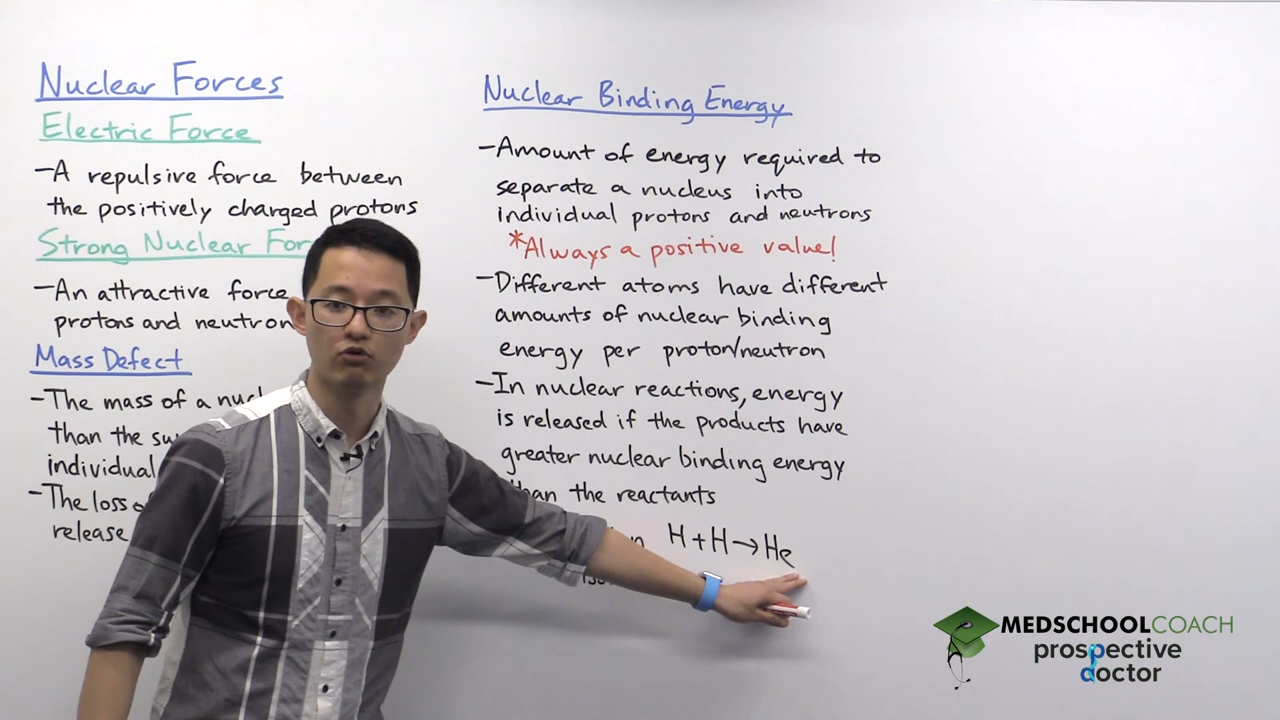 Nuclear Forces
Electric Force
-A repulsive force between
the positively charged protons
Strong Nuclear
-An attractive force
protons and neutron
Mass Defect
-The mass of a
than the
individual
-The loss
release
Nuclear Binding Energy
-Amount of energy required to
separate a nucleus into
individual protons and neutrons
*Always a positive value!
-Different atoms have different
amounts of nuclear binding
energy per proton/neutron
-In nuclear reactions, energy
is released if the products have
greater nuclear binding energy
than the reactants
H+H→He
MEDSCHOOLCOACH
prospective
doctor